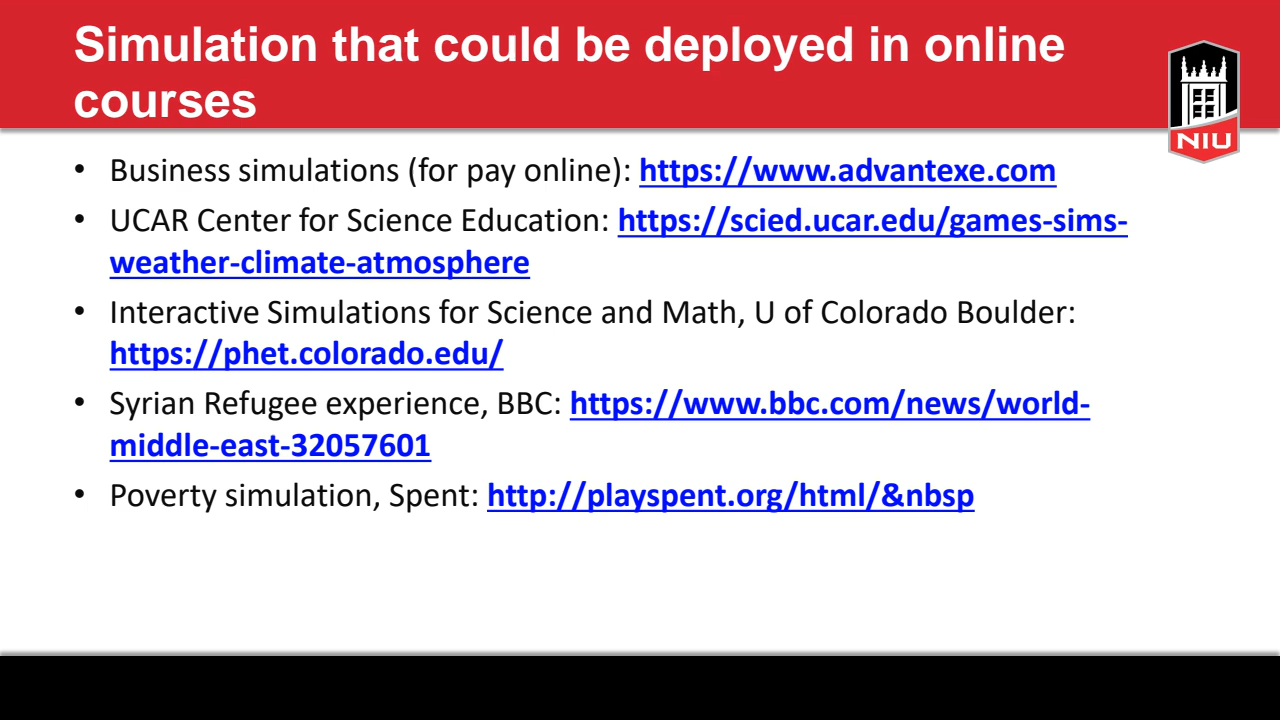 Simulation that could be deployed in online
courses
NIU
• Business simulations (for pay online): https://www.advantexe.com
• UCAR Center for Science Education: https://scied.ucar.edu/games-sims-
weather-climate-atmosphere
• Interactive Simulations for Science and Math, U of Colorado Boulder:
https://phet.colorado.edu/
• Syrian Refugee experience, BBC: https://www.bbc.com/news/world-
middle-east-32057601
• Poverty simulation, Spent: http://playspent.org/html/&nbsp